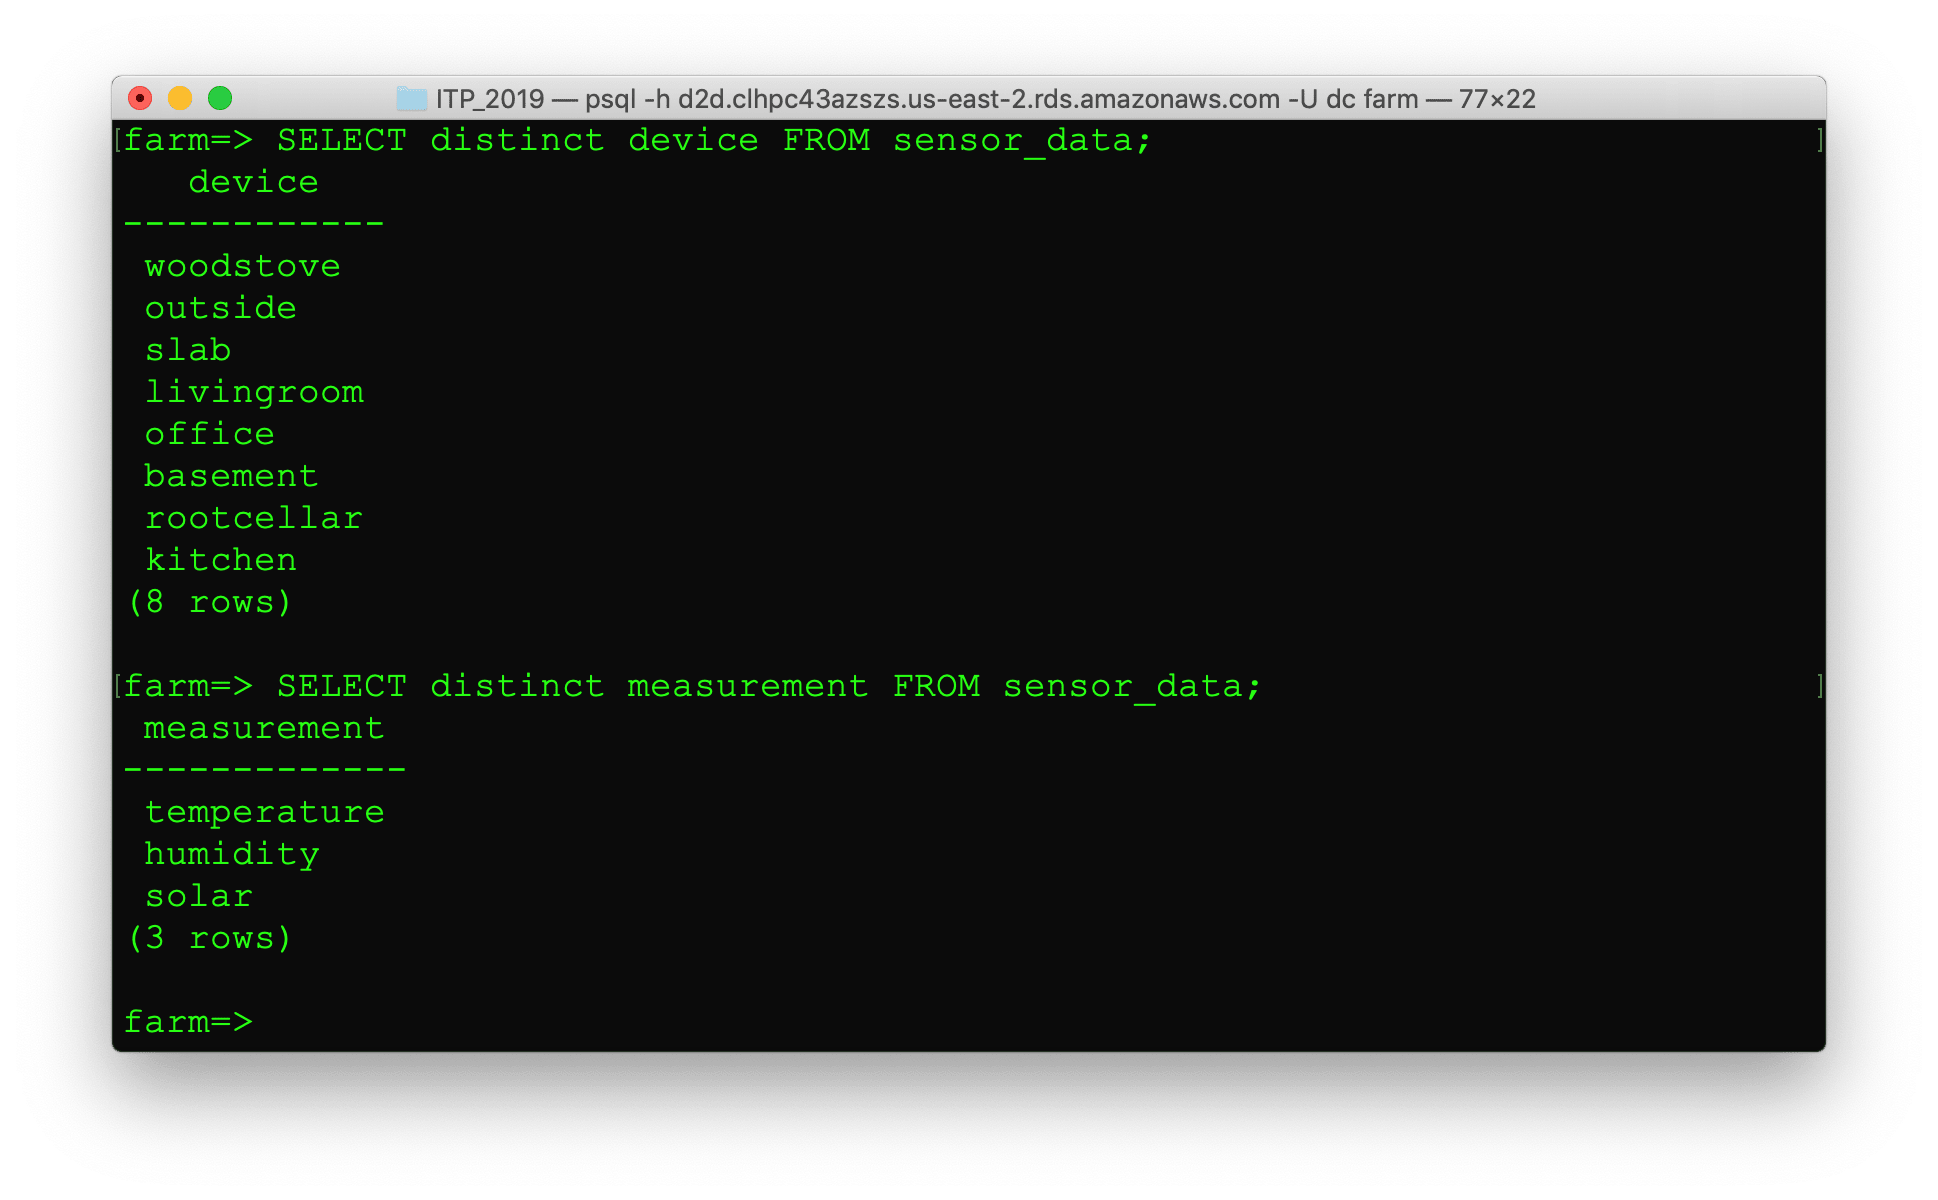 ITP_2019 — psql -h d2d.clhpc43azszs.us-east-2.rds.amazonaws.com -U dc farm — 77×22
[farm=> SELECT distinct device FROM sensor_data; ]
device
------------
woodstove
outside
slab
livingroom
office
basement
rootcellar
kitchen
(8 rows)
[farm=> SELECT distinct measurement FROM sensor_data; ]
measurement
-------------
temperature
humidity
solar
(3 rows)
farm=>